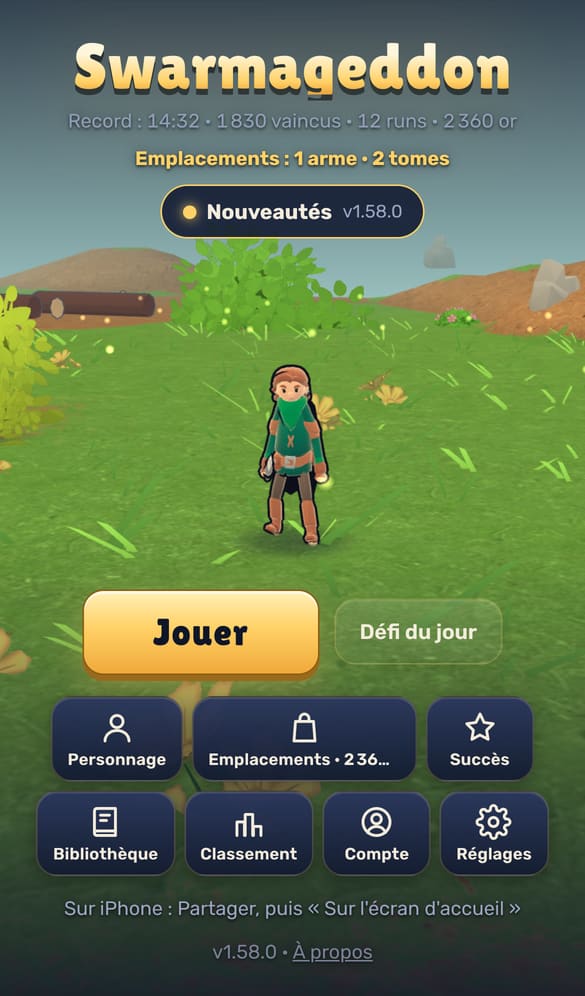 Swarmageddon
Record : 14:32 • 1 830 vaincus • 12 runs • 2 360 or
Emplacements : 1 arme • 2 tomes
Nouveautés v1.58.0
Jouer
Défi du jour
Personnage
Emplacements • 2 36…
Succès
Bibliothèque
Classement
Compte
Réglages
Sur iPhone : Partager, puis « Sur l'écran d'accueil »
v1.58.0 • À propos